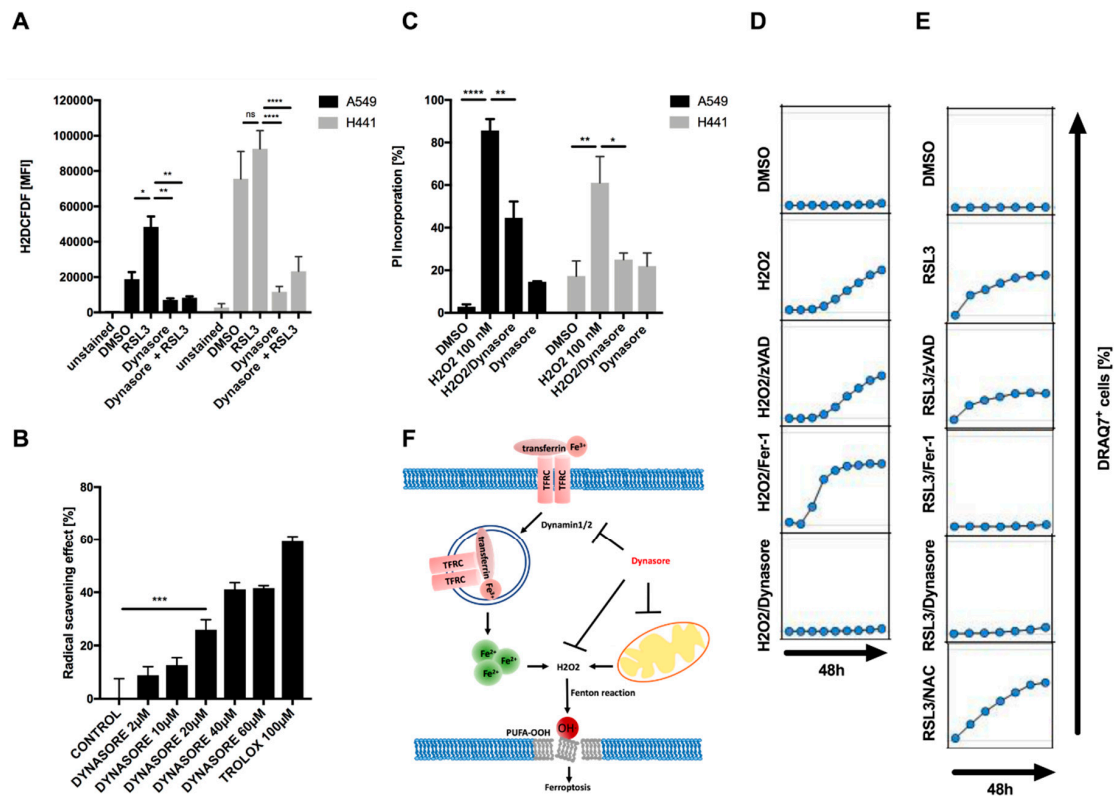 A
A549
H441
H2DCFDF [MFI]
120000
100000
80000
60000
40000
20000
0
*
**
**
ns
****
****
unstained
DMSO
RSL3
Dynasore
Dynasore + RSL3
unstained
DMSO
RSL3
Dynasore
Dynasore + RSL3
B
Radical scavening effect [%]
80
60
40
20
0
***
CONTROL
DYNASORE 2μM
DYNASORE 10μM
DYNASORE 20μM
DYNASORE 40μM
DYNASORE 60μM
TROLOX 100μM
C
A549
H441
PI Incorporation [%]
100
80
60
40
20
0
****
**
**
*
DMSO
H2O2 100 nM
H2O2/Dynasore
Dynasore
DMSO
H2O2 100 nM
H2O2/Dynasore
Dynasore
F
transferrin
Fe³⁺
TFRC
TFRC
Dynamin1/2
Dynasore
transferrin
TFRC
TFRC
Fe³⁺
Fe²⁺
Fe²⁺
Fe²⁺
H2O2
Fenton reaction
PUFA-OOH
OH
Ferroptosis
D
DMSO
H2O2
H2O2/zVAD
H2O2/Fer-1
H2O2/Dynasore
48h
E
DMSO
RSL3
RSL3/zVAD
RSL3/Fer-1
RSL3/Dynasore
RSL3/NAC
48h
DRAQ7⁺ cells [%]